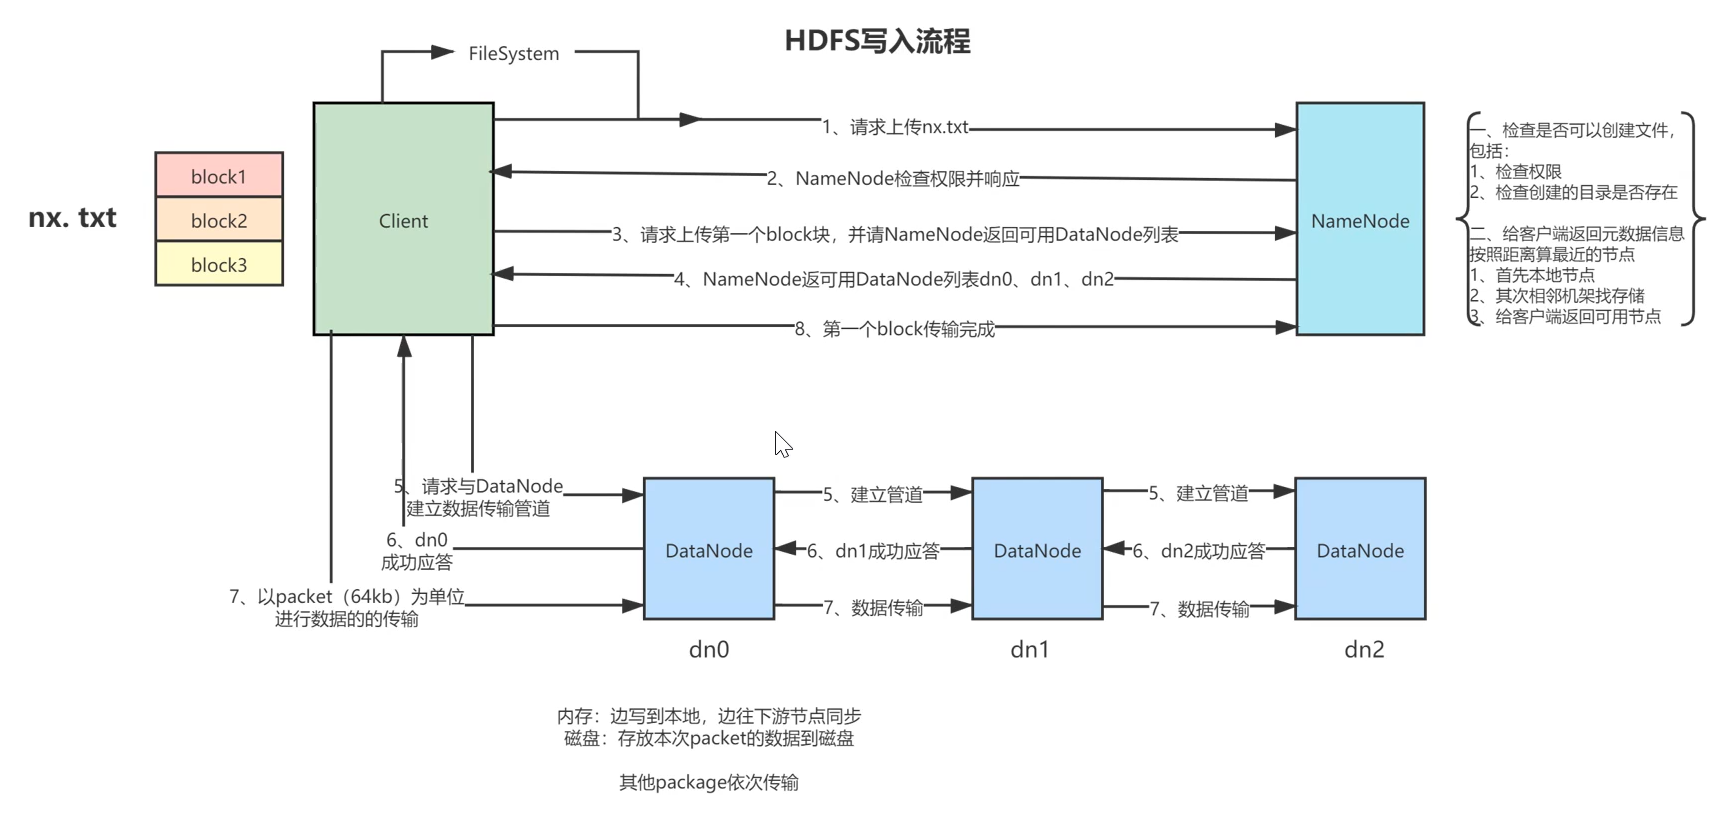 HDFS写入流程
FileSystem
1、请求上传nx.txt
2、NameNode检查权限并响应
3、请求上传第一个block块，并请NameNode返回可用DataNode列表
4、NameNode返可用DataNode列表dn0、dn1、dn2
8、第一个block传输完成
nx. txt
block1
block2
block3
Client
NameNode
一、检查是否可以创建文件，
包括：
1、检查权限
2、检查创建的目录是否存在
二、给客户端返回元数据信息
按照距离算最近的节点
1、首先本地节点
2、其次相邻机架找存储
3、给客户端返回可用节点
5、请求与DataNode
建立数据传输管道
5、建立管道
5、建立管道
6、dn0
成功应答
DataNode
6、dn1成功应答
DataNode
6、dn2成功应答
DataNode
7、以packet（64kb）为单位
进行数据的的传输
7、数据传输
7、数据传输
dn0
dn1
dn2
内存：边写到本地，边往下游节点同步
磁盘：存放本次packet的数据到磁盘
其他package依次传输